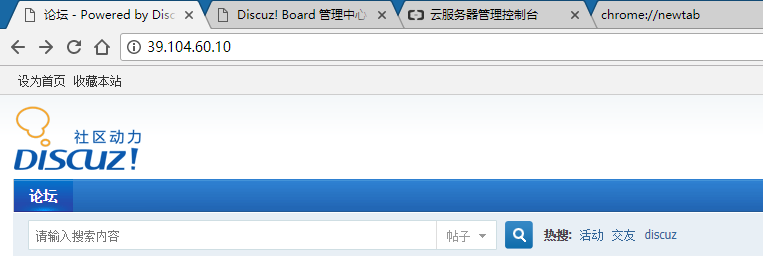 论坛 - Powered by Disc Discuz! Board 管理中心 云服务器管理控制台 chrome://newtab
39.104.60.10
设为首页 收藏本站
社区动力
DISCUZ!
论坛
请输入搜索内容 帖子 热搜: 活动 交友 discuz